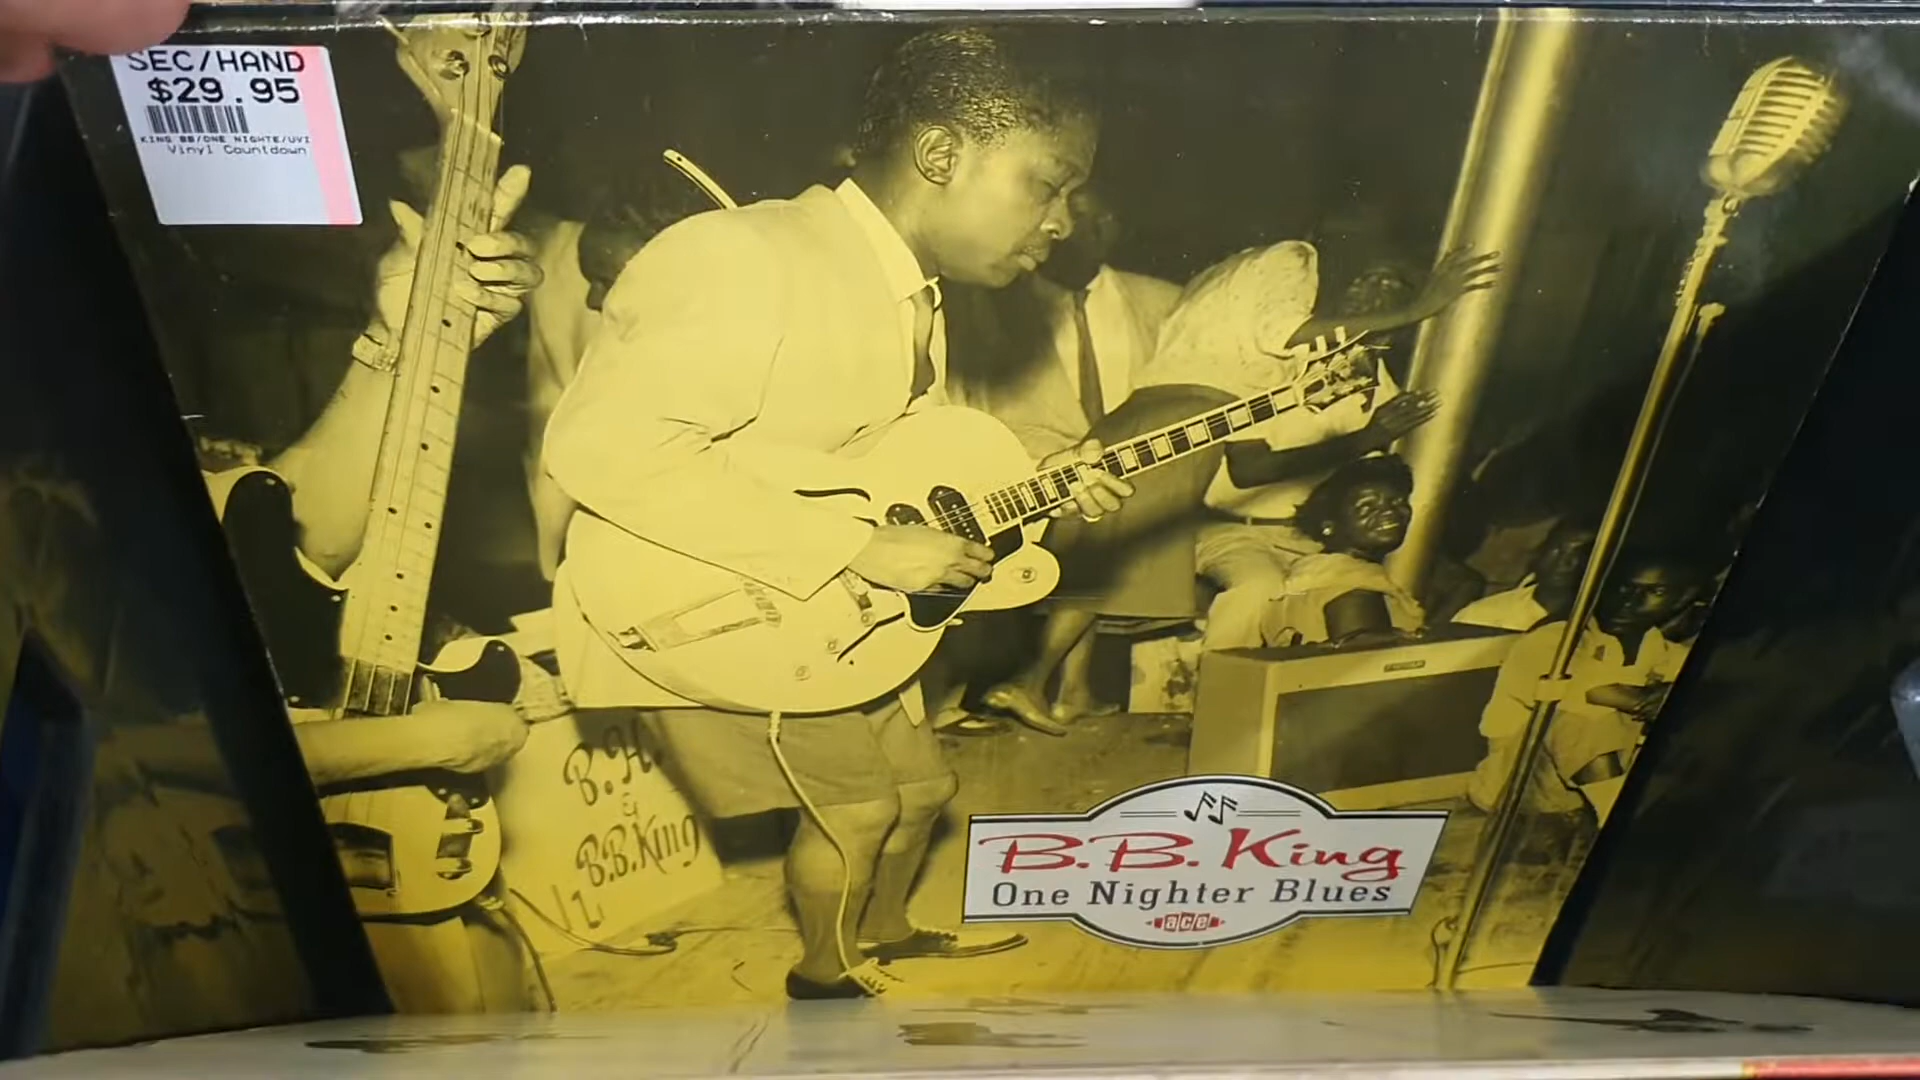 SEC/HAND
$29.95
KING BB/ONE NIGHTE/UVI
Vinyl Countdown
B.H.
&
B.B.King
B.B. King
One Nighter Blues
ace